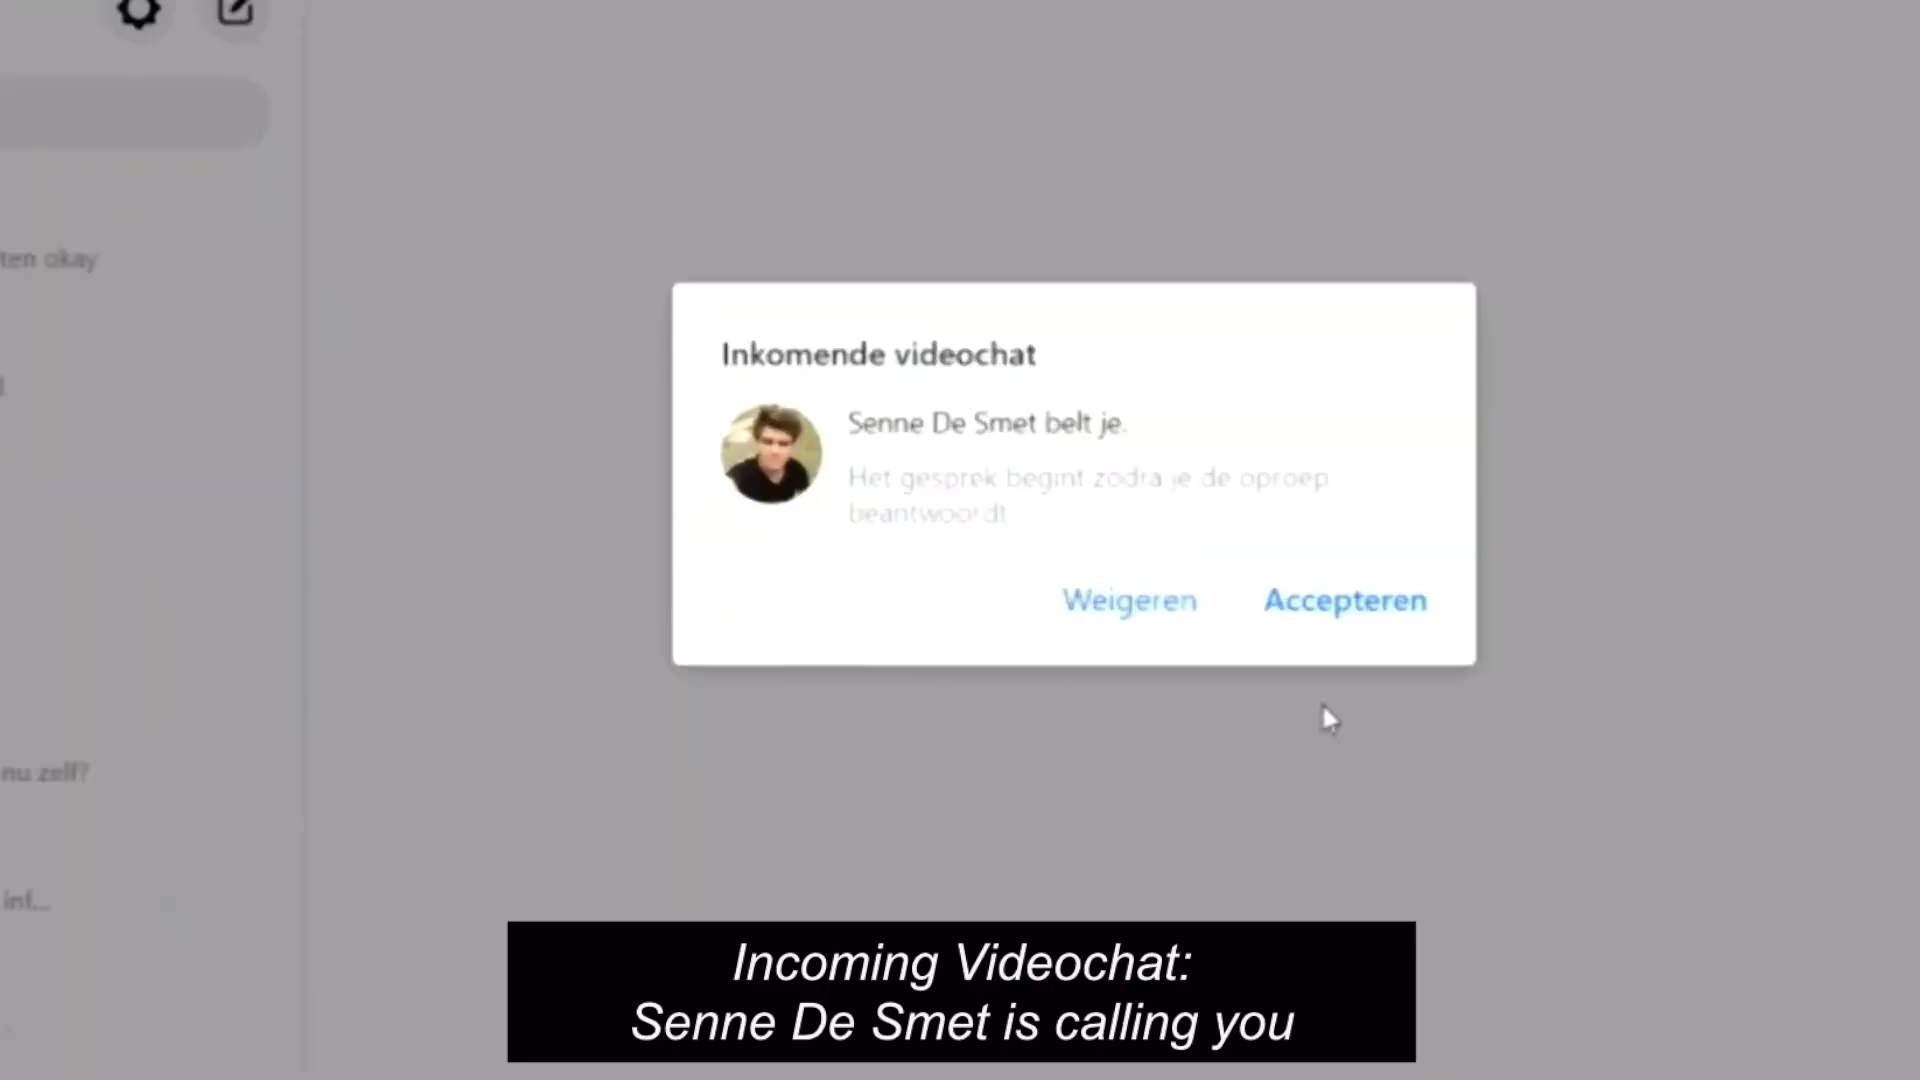 ten okay
Inkomende videochat
Senne De Smet belt je.
Het gesprek begint zodra je de oproep
beantwoordt
Weigeren Accepteren
nu zelf?
inf...
Incoming Videochat:
Senne De Smet is calling you